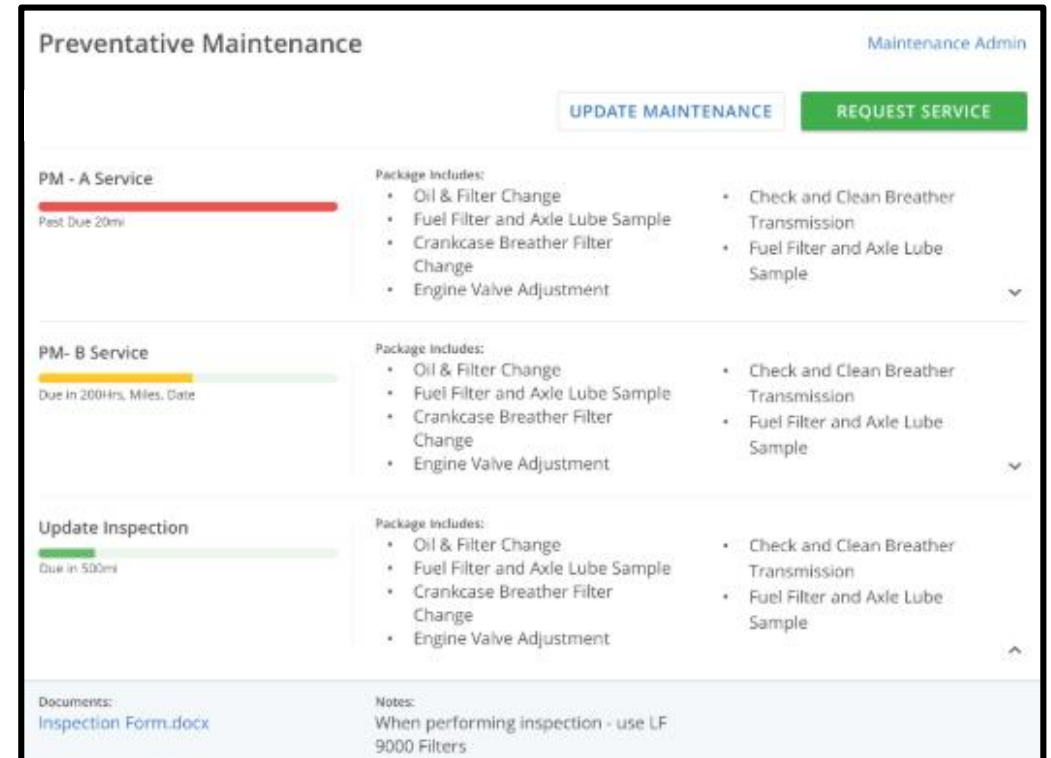 Preventative Maintenance
Maintenance Admin
UPDATE MAINTENANCE
REQUEST SERVICE
PM - A Service
Past Due 20mi
Package Includes:
• Oil & Filter Change
• Fuel Filter and Axle Lube Sample
• Crankcase Breather Filter
Change
• Engine Valve Adjustment
• Check and Clean Breather
Transmission
• Fuel Filter and Axle Lube
Sample
PM- B Service
Due in 200Hrs, Miles, Date
Package Includes:
• Oil & Filter Change
• Fuel Filter and Axle Lube Sample
• Crankcase Breather Filter
Change
• Engine Valve Adjustment
• Check and Clean Breather
Transmission
• Fuel Filter and Axle Lube
Sample
Update Inspection
Due in 500mi
Package Includes:
• Oil & Filter Change
• Fuel Filter and Axle Lube Sample
• Crankcase Breather Filter
Change
• Engine Valve Adjustment
• Check and Clean Breather
Transmission
• Fuel Filter and Axle Lube
Sample
Documents:
Inspection Form.docx
Notes:
When performing inspection - use LF
9000 Filters